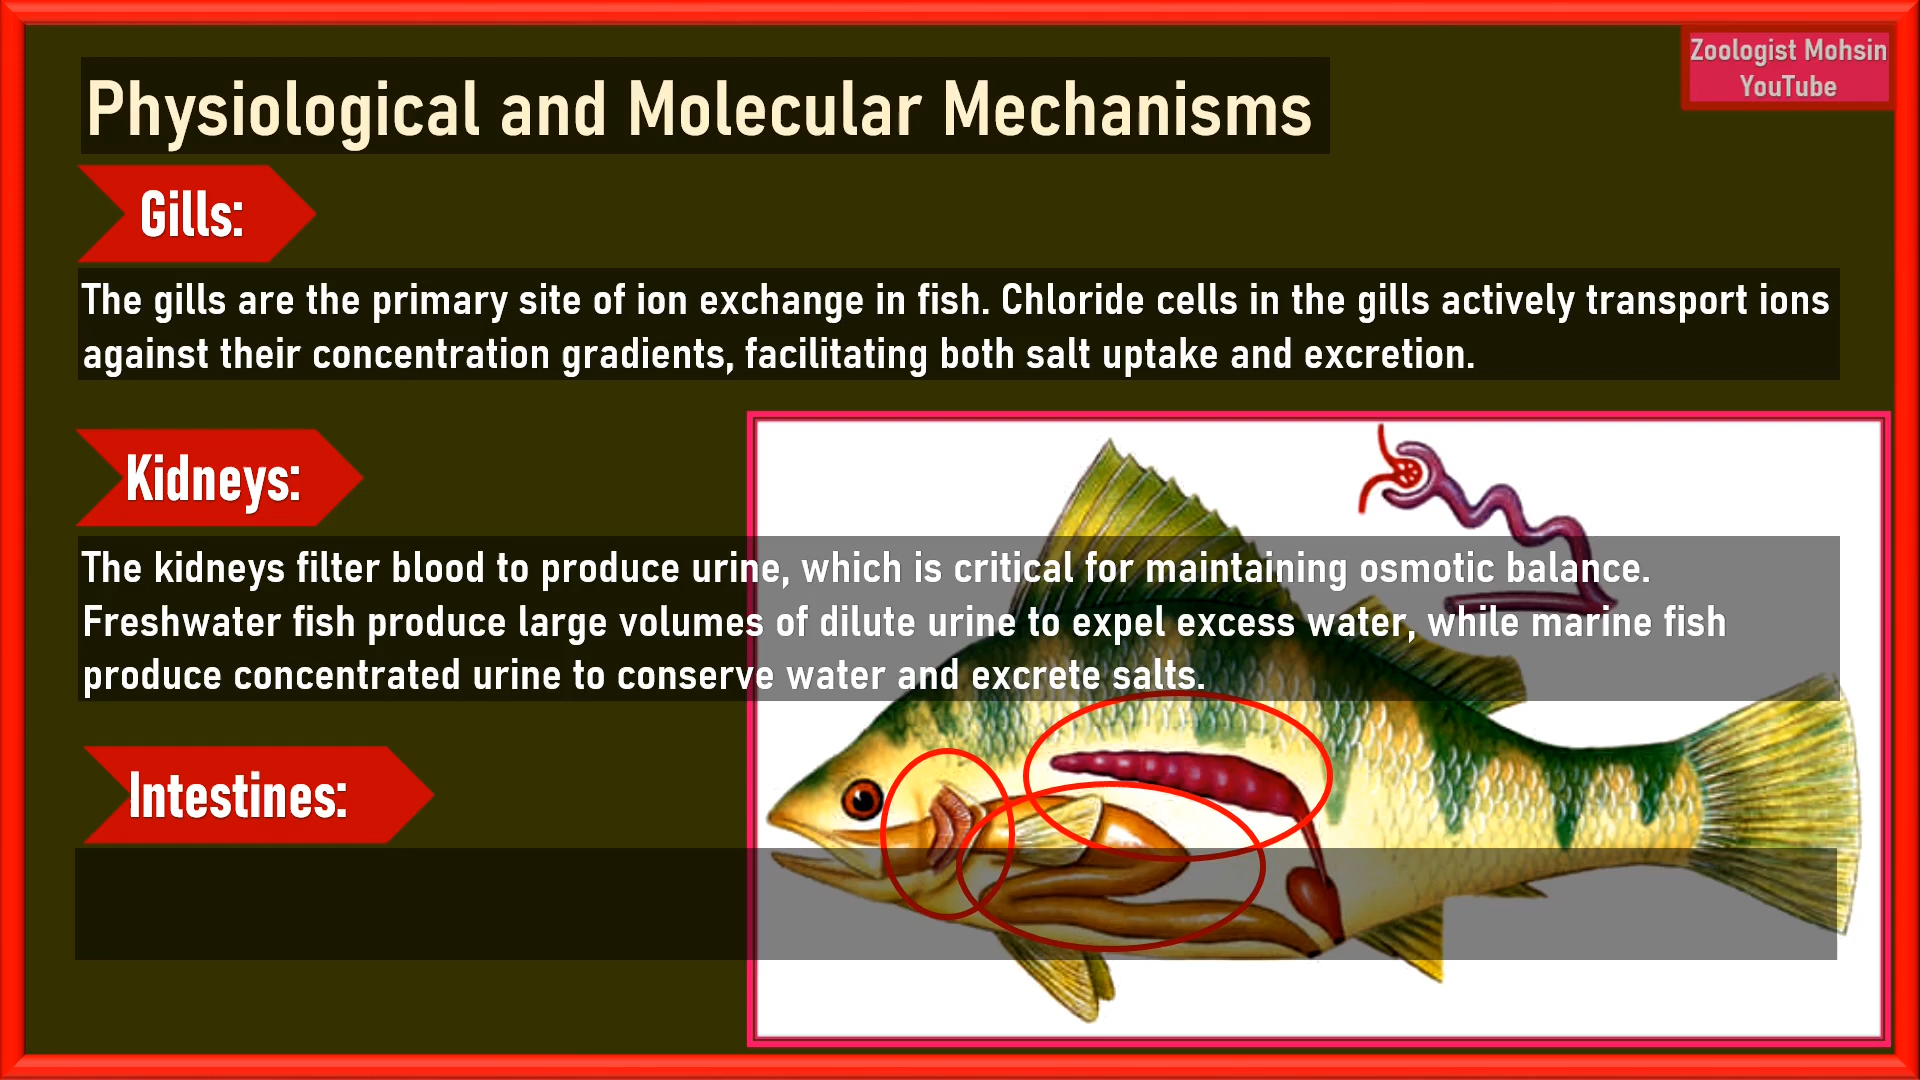 Zoologist Mohsin
YouTube
Physiological and Molecular Mechanisms
Gills:
The gills are the primary site of ion exchange in fish. Chloride cells in the gills actively transport ions
against their concentration gradients, facilitating both salt uptake and excretion.
Kidneys:
The kidneys filter blood to produce urine, which is critical for maintaining osmotic balance.
Freshwater fish produce large volumes of dilute urine to expel excess water, while marine fish
produce concentrated urine to conserve water and excrete salts.
Intestines: